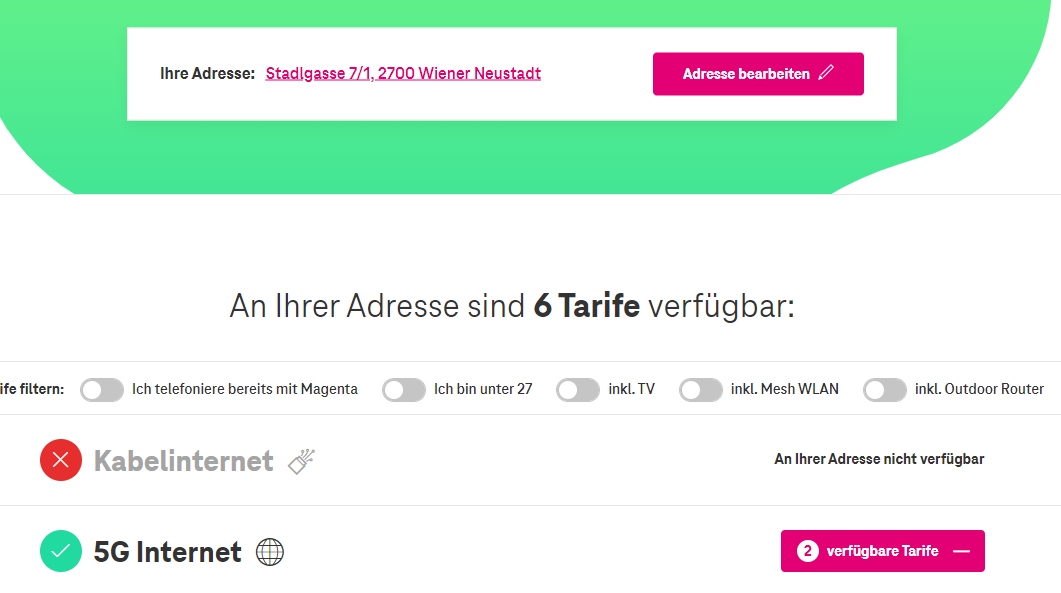 Ihre Adresse: Stadlgasse 7/1, 2700 Wiener Neustadt
Adresse bearbeiten
An Ihrer Adresse sind 6 Tarife verfügbar:
ife filtern: Ich telefoniere bereits mit Magenta Ich bin unter 27 inkl. TV inkl. Mesh WLAN inkl. Outdoor Router
Kabelinternet An Ihrer Adresse nicht verfügbar
5G Internet 2 verfügbare Tarife